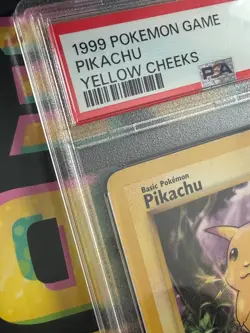 1999 POKEMON GAME
PIKACHU
YELLOW CHEEKS
PSA
Basic Pokémon
Pikachu